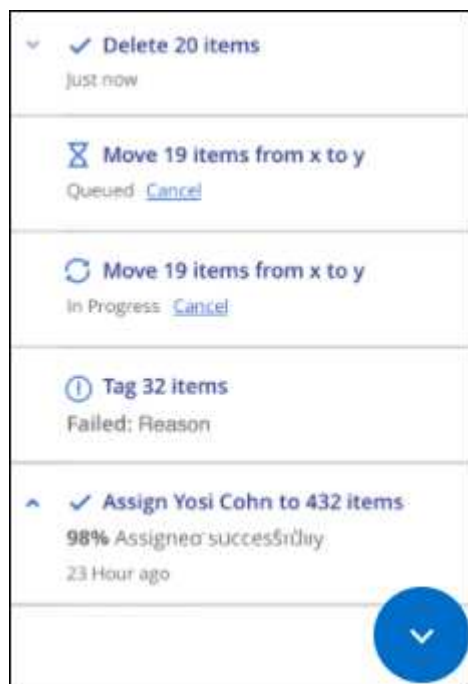 Delete 20 items
Just now
Move 19 items from x to y
Queued Cancel
Move 19 items from x to y
In Progress Cancel
Tag 32 items
Failed: Reason
Assign Yosi Cohn to 432 items
98% Assigned
23 Hour ago